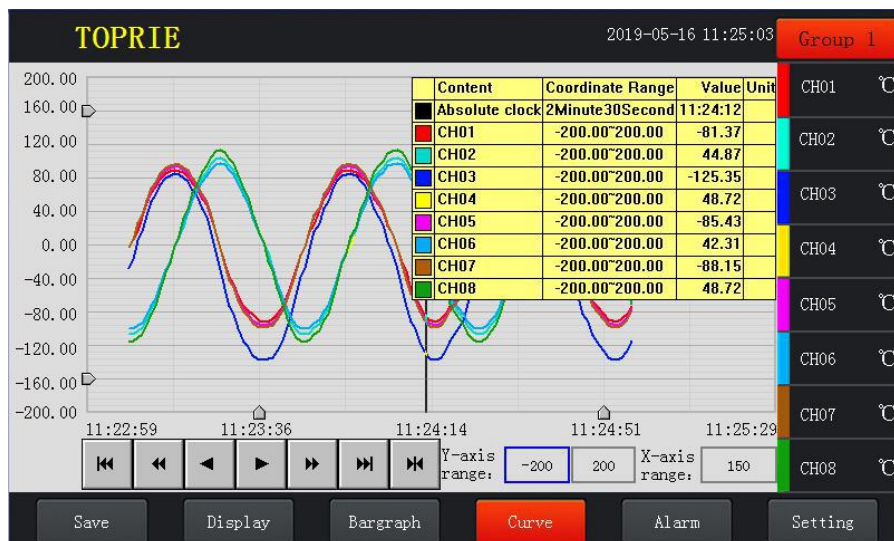 TOPRIE
2019-05-16 11:25:03
Group 1
Content Coordinate Range Value Unit
Absolute clock 2Minute30Second 11:24:12
CH01 -200.00~200.00 -81.37
CH02 -200.00~200.00 44.87
CH03 -200.00~200.00 -125.35
CH04 -200.00~200.00 48.72
CH05 -200.00~200.00 -85.43
CH06 -200.00~200.00 42.31
CH07 -200.00~200.00 -88.15
CH08 -200.00~200.00 48.72
200.00
160.00
120.00
80.00
40.00
0.00
-40.00
-80.00
-120.00
-160.00
-200.00
11:22:59 11:23:36 11:24:14 11:24:51 11:25:29
CH01 ℃
CH02 ℃
CH03 ℃
CH04 ℃
CH05 ℃
CH06 ℃
CH07 ℃
CH08 ℃
Y-axis
range:
-200 200
X-axis
range:
150
Save Display Bargraph Curve Alarm Setting